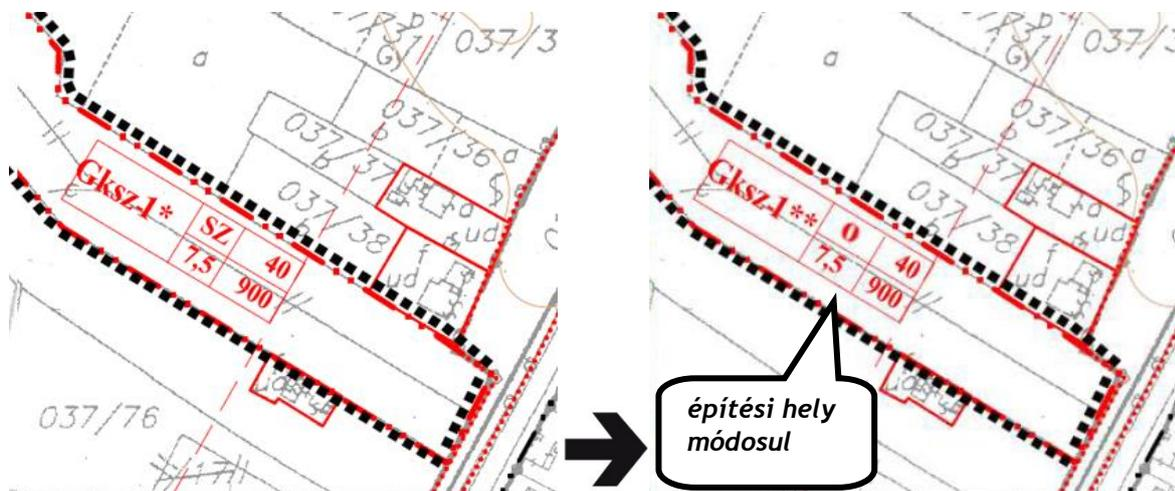 037/3
a
037/36
a
037/37
b
037/38
ud
f
ud
Gksz-1* SZ 40
7,5 900
037/76
037/3
a
037/36
a
037/37
b
037/38
ud
f
ud
Gksz-1** O 40
7,5 900
építési hely
módosul